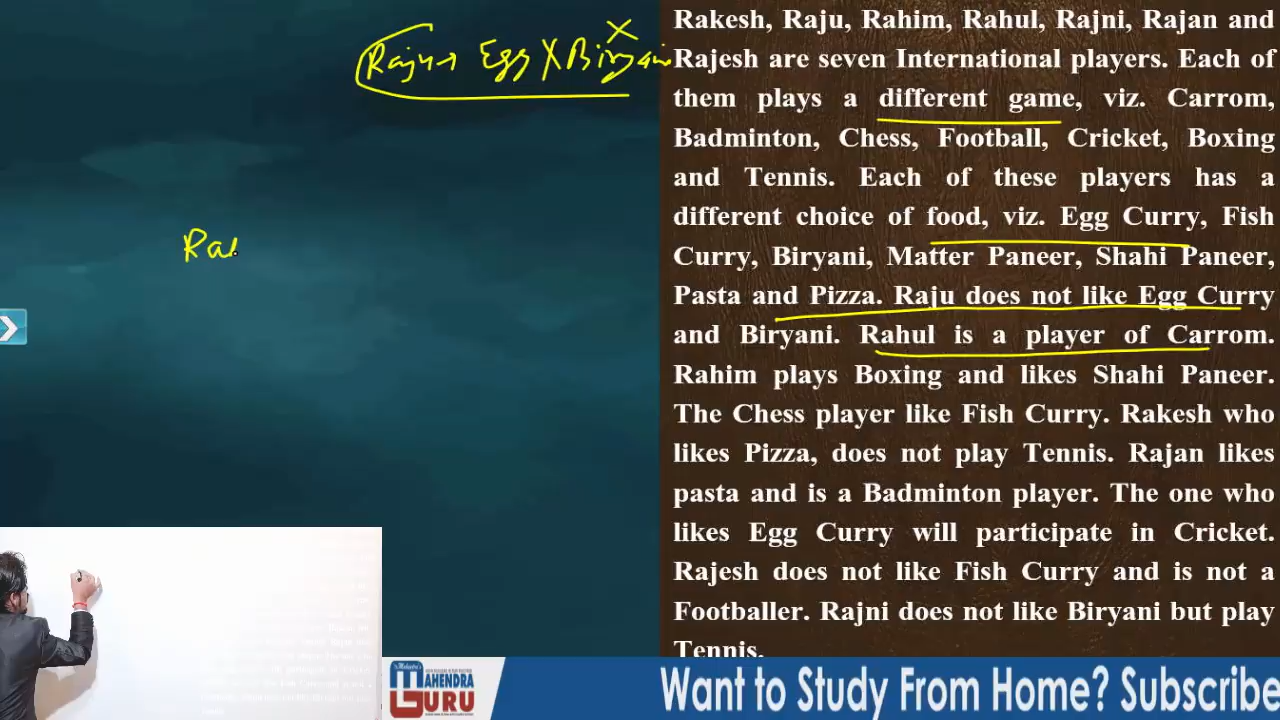 Raju → Egg X Biryani X
Ra
Rakesh, Raju, Rahim, Rahul, Rajni, Rajan and
Rajesh are seven International players. Each of
them plays a different game, viz. Carrom,
Badminton, Chess, Football, Cricket, Boxing
and Tennis. Each of these players has a
different choice of food, viz. Egg Curry, Fish
Curry, Biryani, Matter Paneer, Shahi Paneer,
Pasta and Pizza. Raju does not like Egg Curry
and Biryani. Rahul is a player of Carrom.
Rahim plays Boxing and likes Shahi Paneer.
The Chess player like Fish Curry. Rakesh who
likes Pizza, does not play Tennis. Rajan likes
pasta and is a Badminton player. The one who
likes Egg Curry will participate in Cricket.
Rajesh does not like Fish Curry and is not a
Footballer. Rajni does not like Biryani but play
Tennis.
Mahendra's
MAHENDRA
GURU
Want to Study From Home? Subscribe